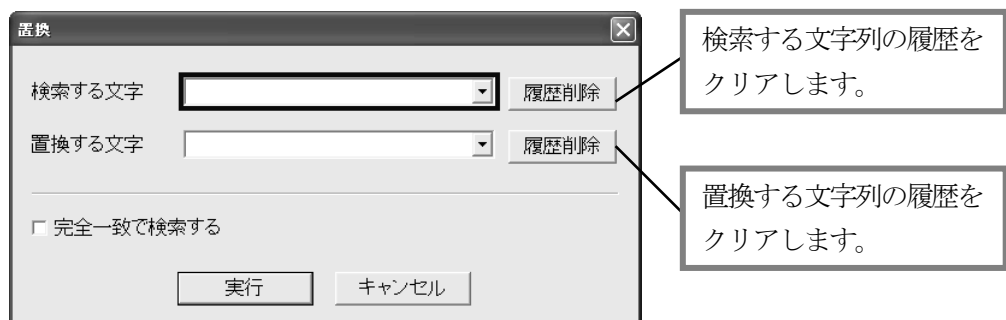 置換
検索する文字
履歴削除
置換する文字
履歴削除
完全一致で検索する
実行
キャンセル
検索する文字列の履歴を
クリアします。
置換する文字列の履歴を
クリアします。